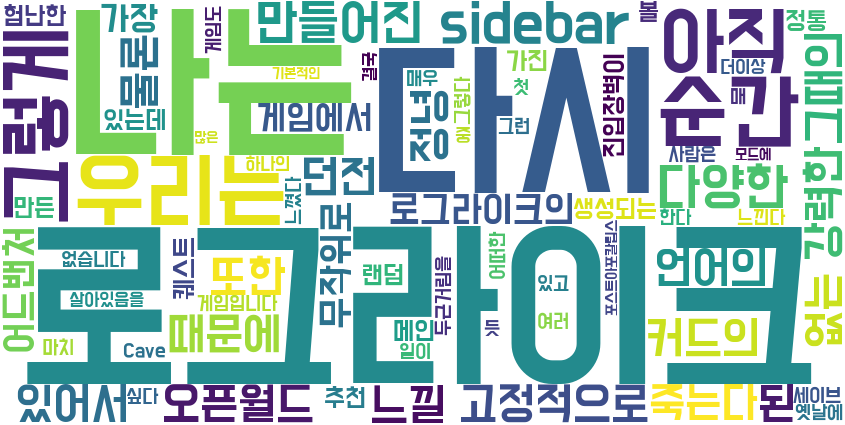 험난한
가장
만들어진
sidebar
볼
정통
그렇게
게임도
나는
기본적인
결국
다시
매우
가진
아직
더이상
물론
있는데
게임에서
정녕
왜그렇다
첫
그런
진입장벽이
순간
매
그때의
많은
우리는
하나의
던전
사람은
모드에
만든
느꼈다
로그라이크의
생성되는
다양한
강력한
한다
느낀다
어드벤처
없습니다
퀘스트
무작위로
로그라이크
살아있음을
또한
랜덤
두근거림을
어떠한
있고
포스트아포칼립스
언어의
없는
게임입니다
마치
Cave
때문에
메인
일이
듯
여러
커드의
있어서
싶다
오픈월드
추천
느낄
고정적으로
죽는다
된
세이브
옛날에